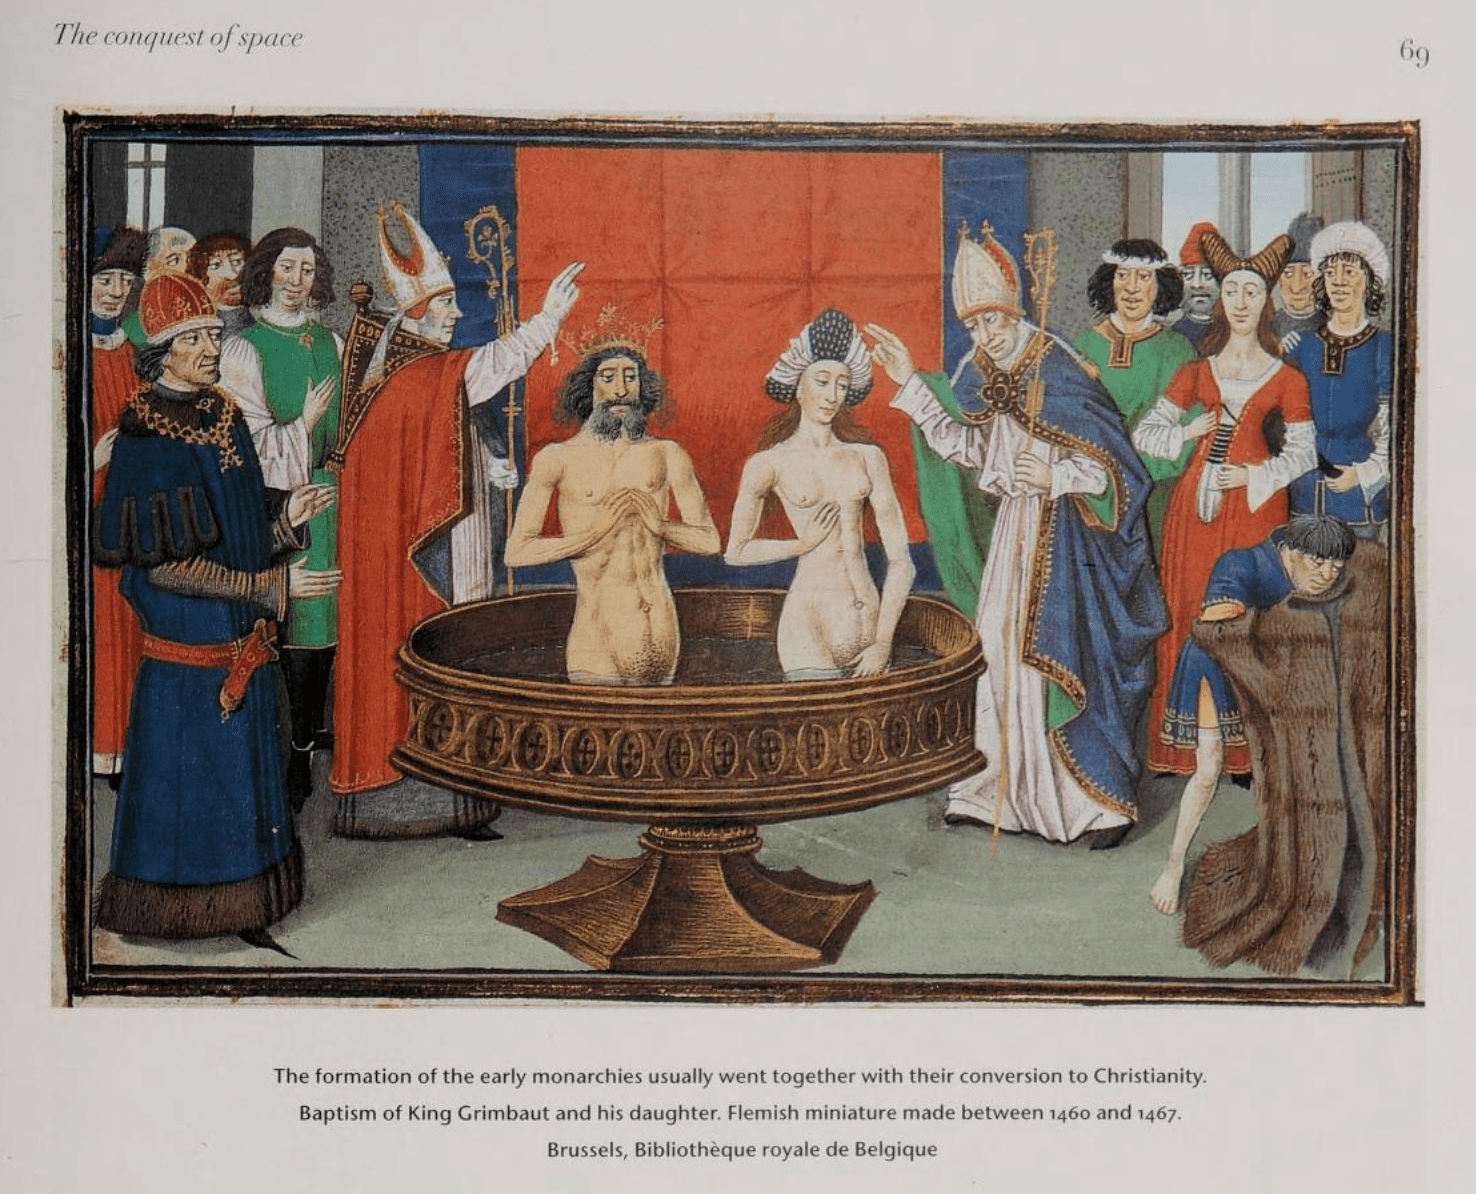 The conquest of space
69
The formation of the early monarchies usually went together with their conversion to Christianity.
Baptism of King Grimbaut and his daughter. Flemish miniature made between 1460 and 1467.
Brussels, Bibliothèque royale de Belgique